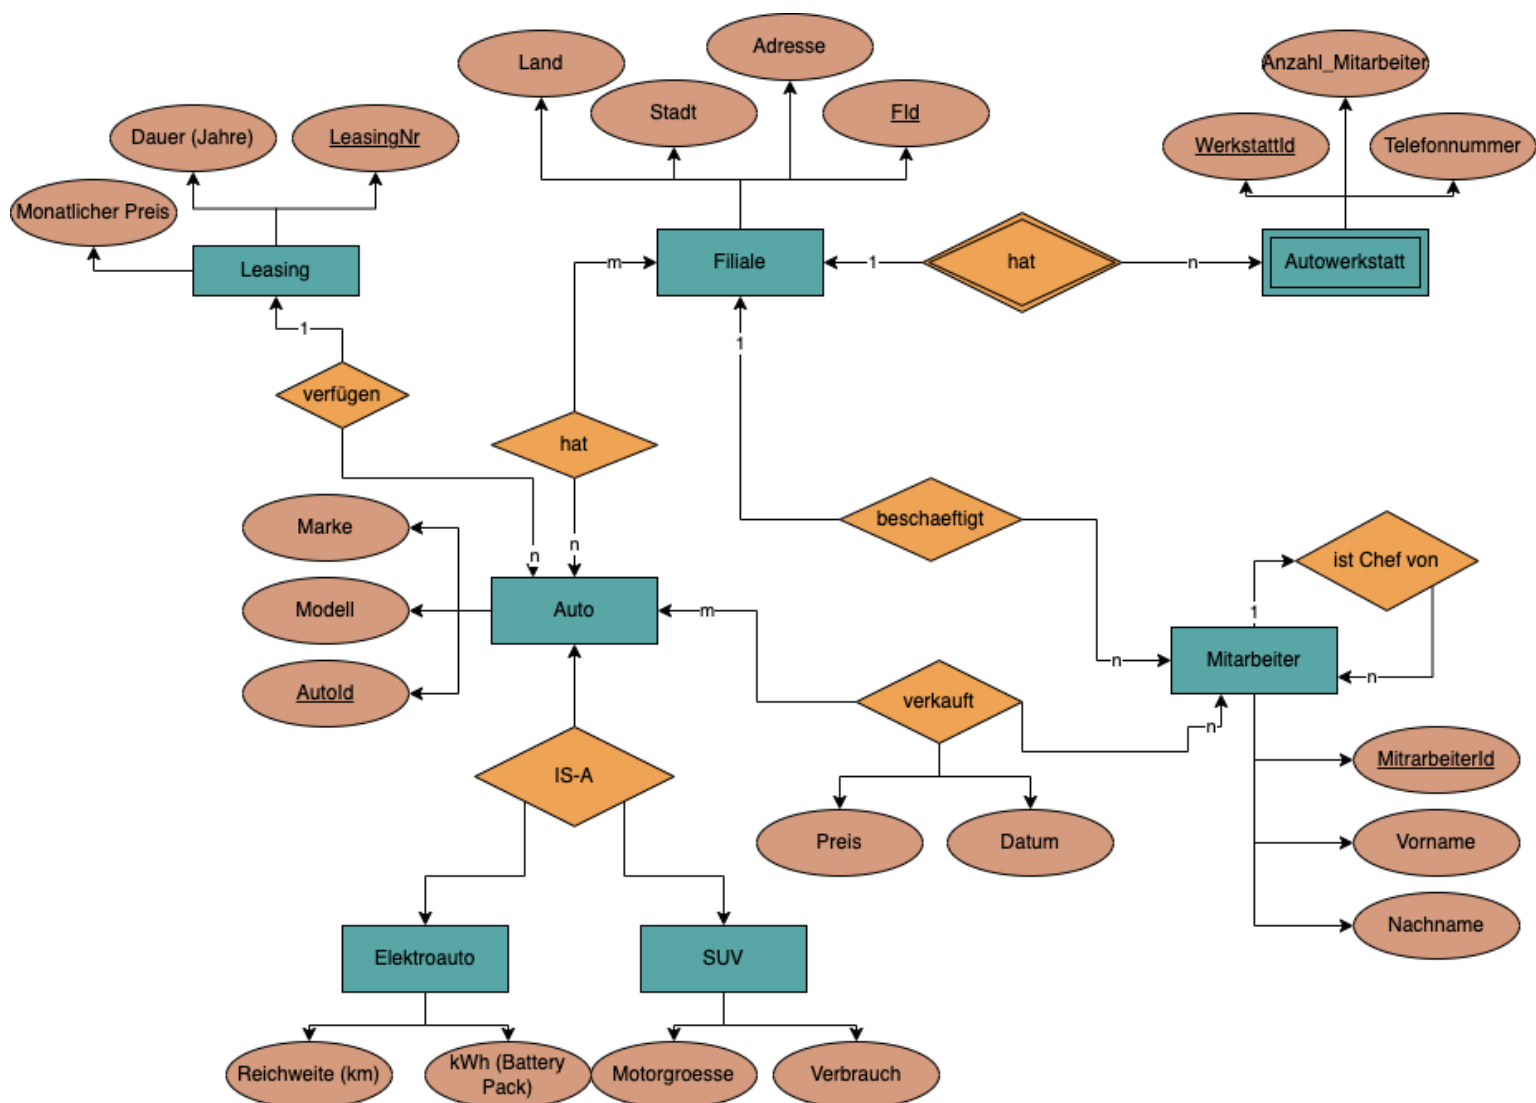 Adresse
Land
Anzahl_Mitarbeiter
Stadt
FId
Dauer (Jahre)
LeasingNr
WerkstattId
Telefonnummer
Monatlicher Preis
Leasing
m
Filiale
1
hat
n
Autowerkstatt
1
1
verfügen
hat
Marke
beschaeftigt
n
n
ist Chef von
Modell
Auto
m
1
n
Mitarbeiter
n
AutoId
verkauft
n
MitrarbeiterId
IS-A
Preis
Datum
Vorname
Nachname
Elektroauto
SUV
Reichweite (km)
kWh (Battery
Pack)
Motorgroesse
Verbrauch